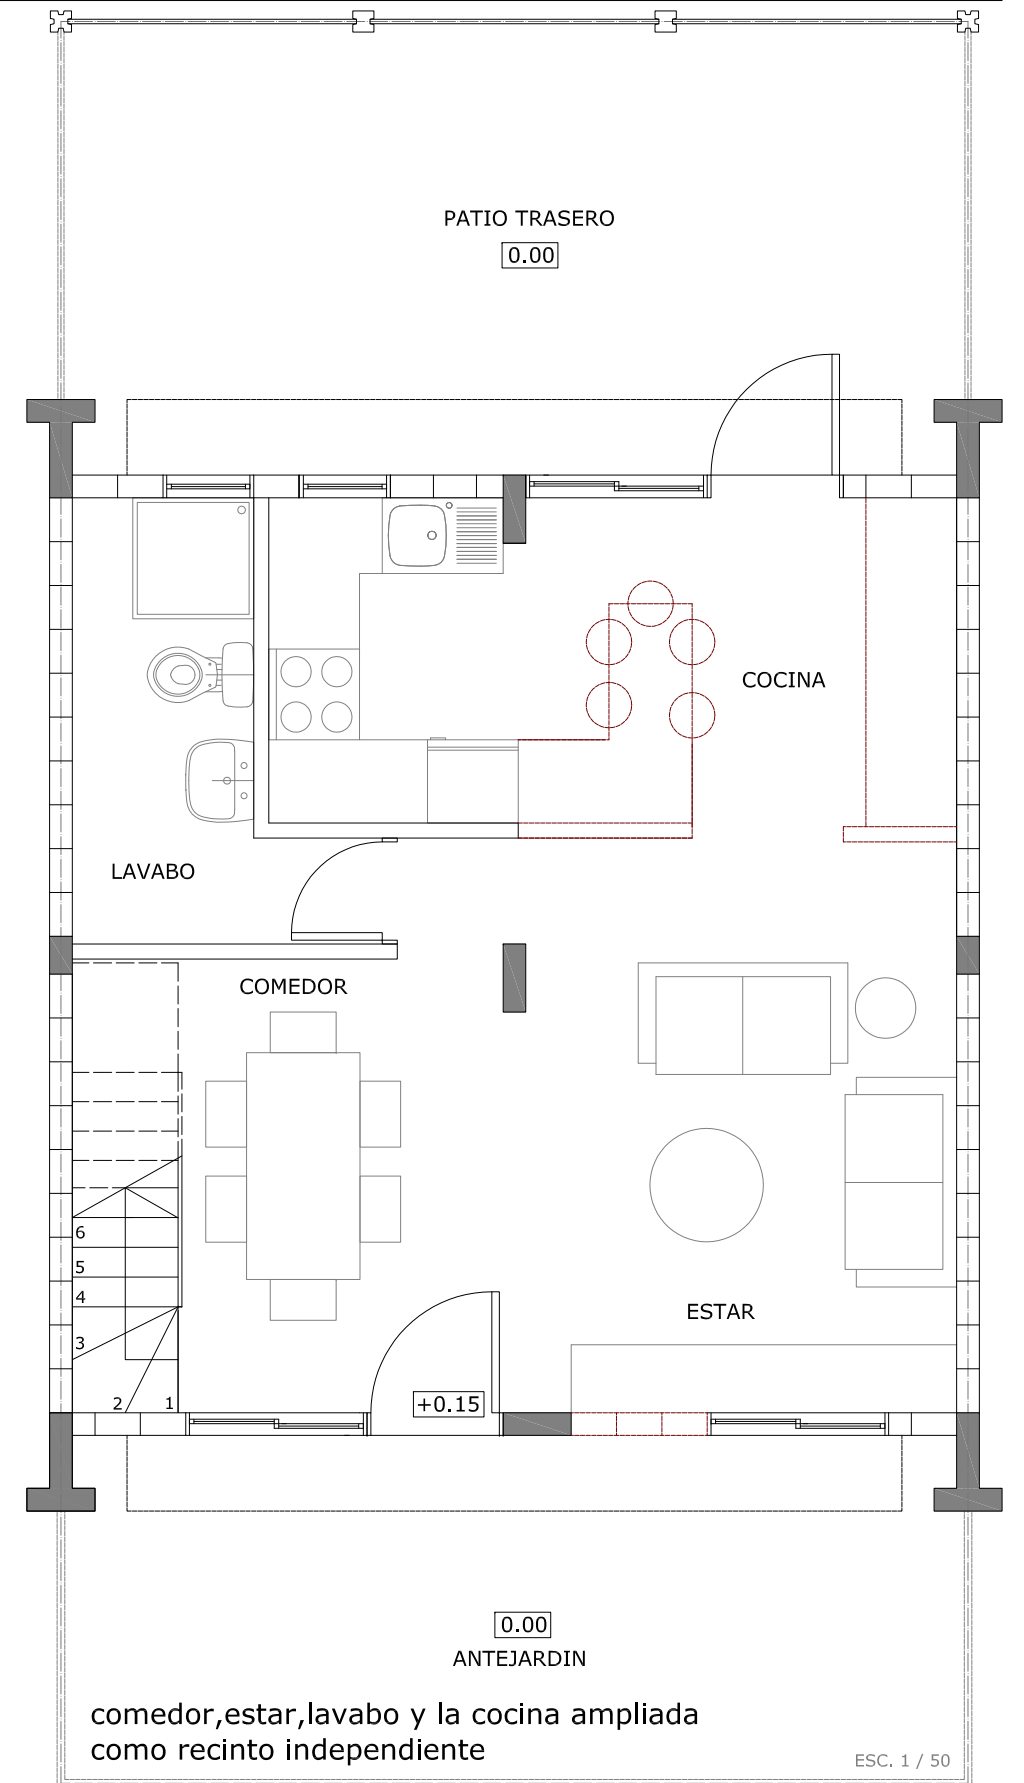 PATIO TRASERO
0.00
COCINA
LAVABO
COMEDOR
6
5
4
3
2 1
ESTAR
+0.15
0.00
ANTEJARDIN
comedor,estar,lavabo y la cocina ampliada
como recinto independiente
ESC. 1 / 50